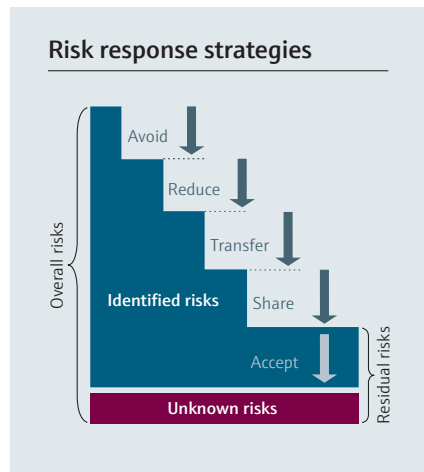 Risk response strategies
Avoid
Reduce
Transfer
Identified risks
Share
Accept
Unknown risks
Overall risks
Residual risks